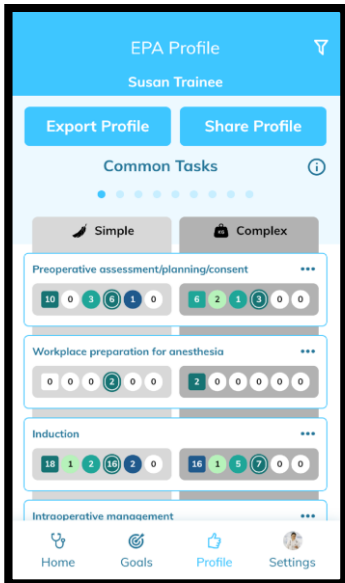 EPA Profile
Susan Trainee
Export Profile Share Profile
Common Tasks
Simple Complex
Preoperative assessment/planning/consent
10 0 3 6 1 0 6 2 1 3 0 0
Workplace preparation for anesthesia
0 0 0 2 0 0 2 0 0 0 0 0
Induction
18 1 2 16 2 0 16 1 5 7 0 0
Intraoperative management
Home Goals Profile Settings